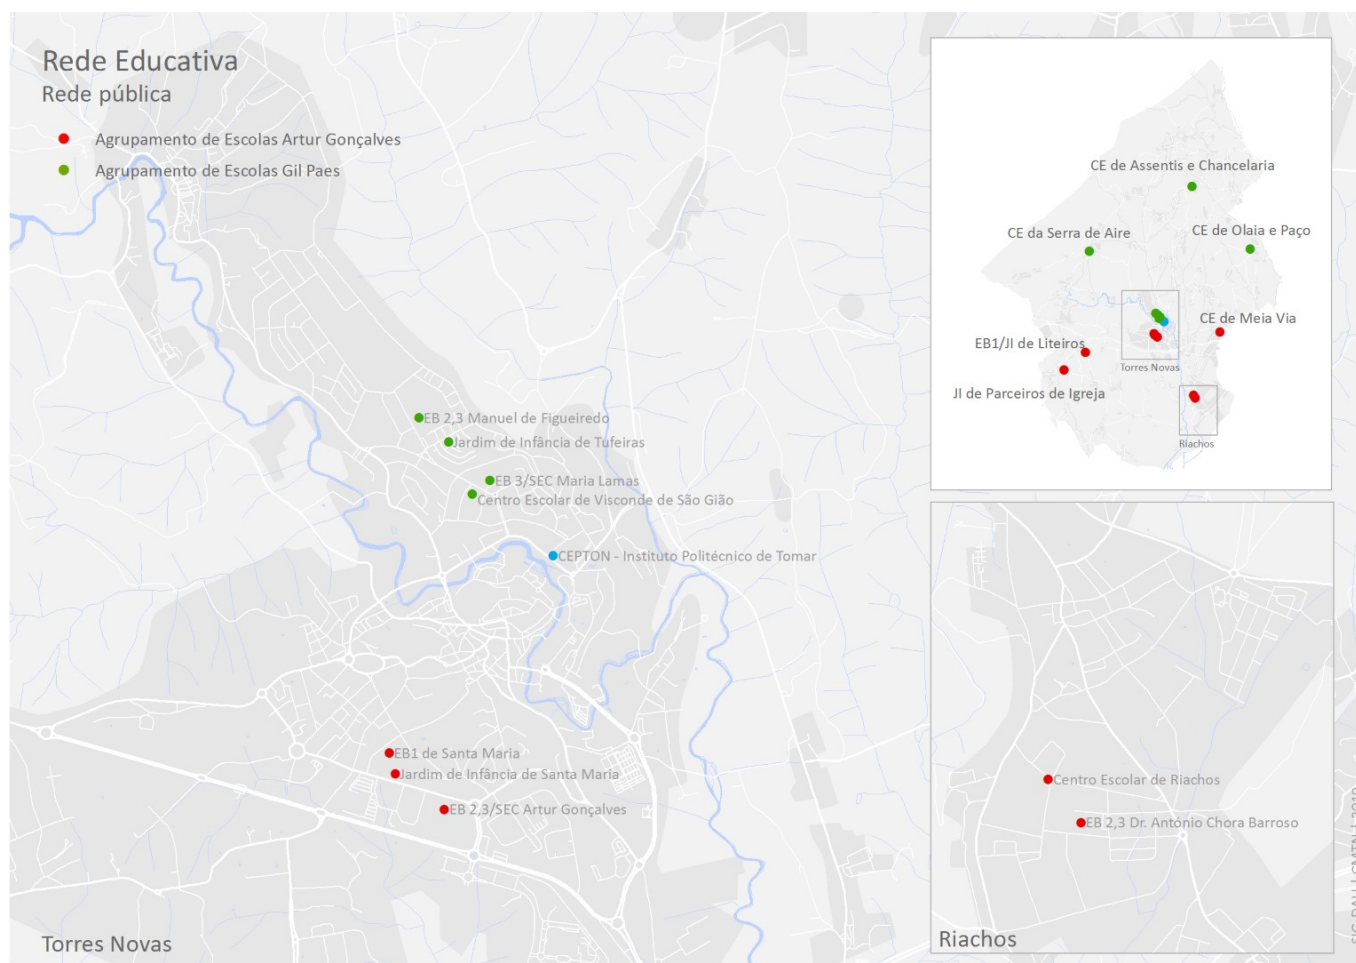 Rede Educativa
Rede pública
Agrupamento de Escolas Artur Gonçalves
Agrupamento de Escolas Gil Paes
EB 2,3 Manuel de Figueiredo
Jardim de Infância de Tufeiras
EB 3/SEC Maria Lamas
Centro Escolar de Visconde de São Gião
CEPTON - Instituto Politécnico de Tomar
EB1 de Santa Maria
Jardim de Infância de Santa Maria
EB 2,3/SEC Artur Gonçalves
Torres Novas
CE de Assentis e Chancelaria
CE da Serra de Aire
CE de Olaia e Paço
CE de Meia Via
EB1/JI de Liteiros
Torres Novas
JI de Parceiros de Igreja
Riachos
Centro Escolar de Riachos
EB 2,3 Dr. António Chora Barroso
Riachos